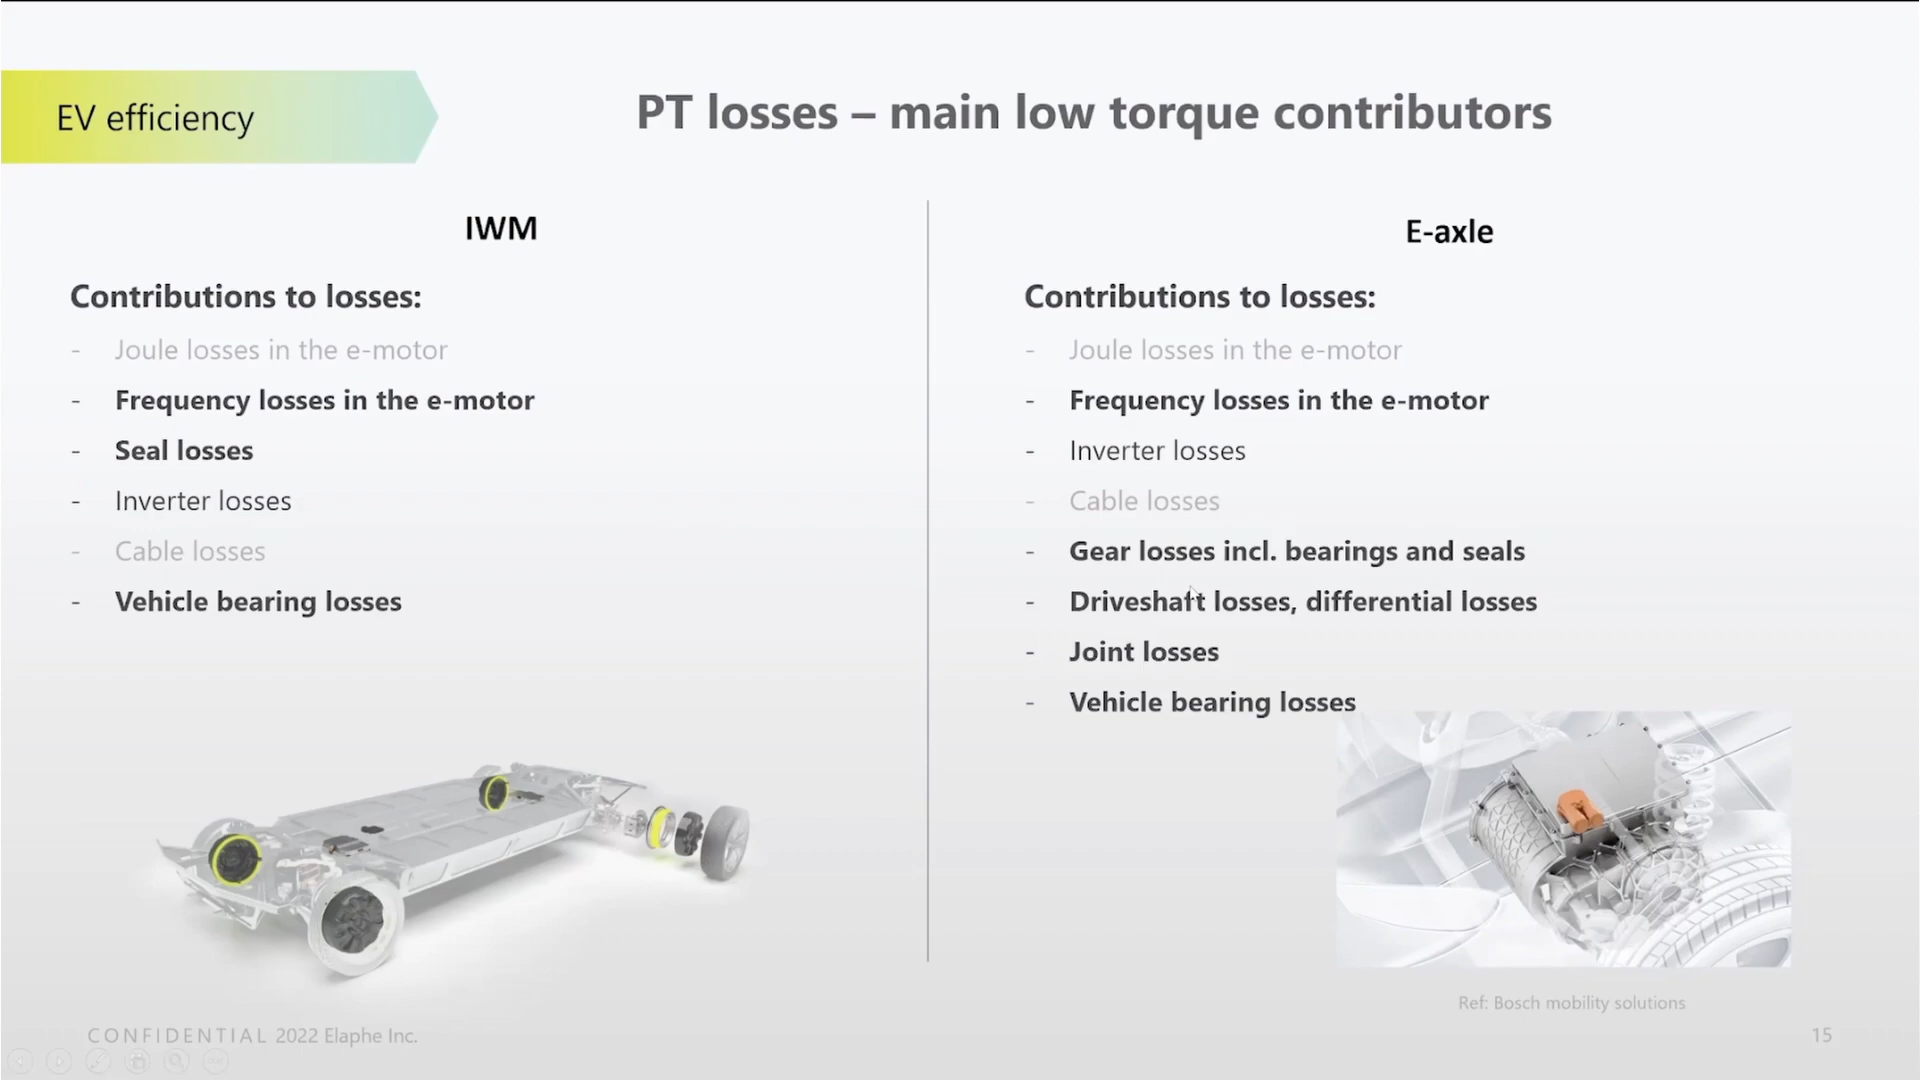 EV efficiency
PT losses – main low torque contributors
IWM
Contributions to losses:
- Joule losses in the e-motor
- Frequency losses in the e-motor
- Seal losses
- Inverter losses
- Cable losses
- Vehicle bearing losses
E-axle
Contributions to losses:
- Joule losses in the e-motor
- Frequency losses in the e-motor
- Inverter losses
- Cable losses
- Gear losses incl. bearings and seals
- Driveshaft losses, differential losses
- Joint losses
- Vehicle bearing losses
Ref: Bosch mobility solutions
CONFIDENTIAL 2022 Elaphe Inc.
15